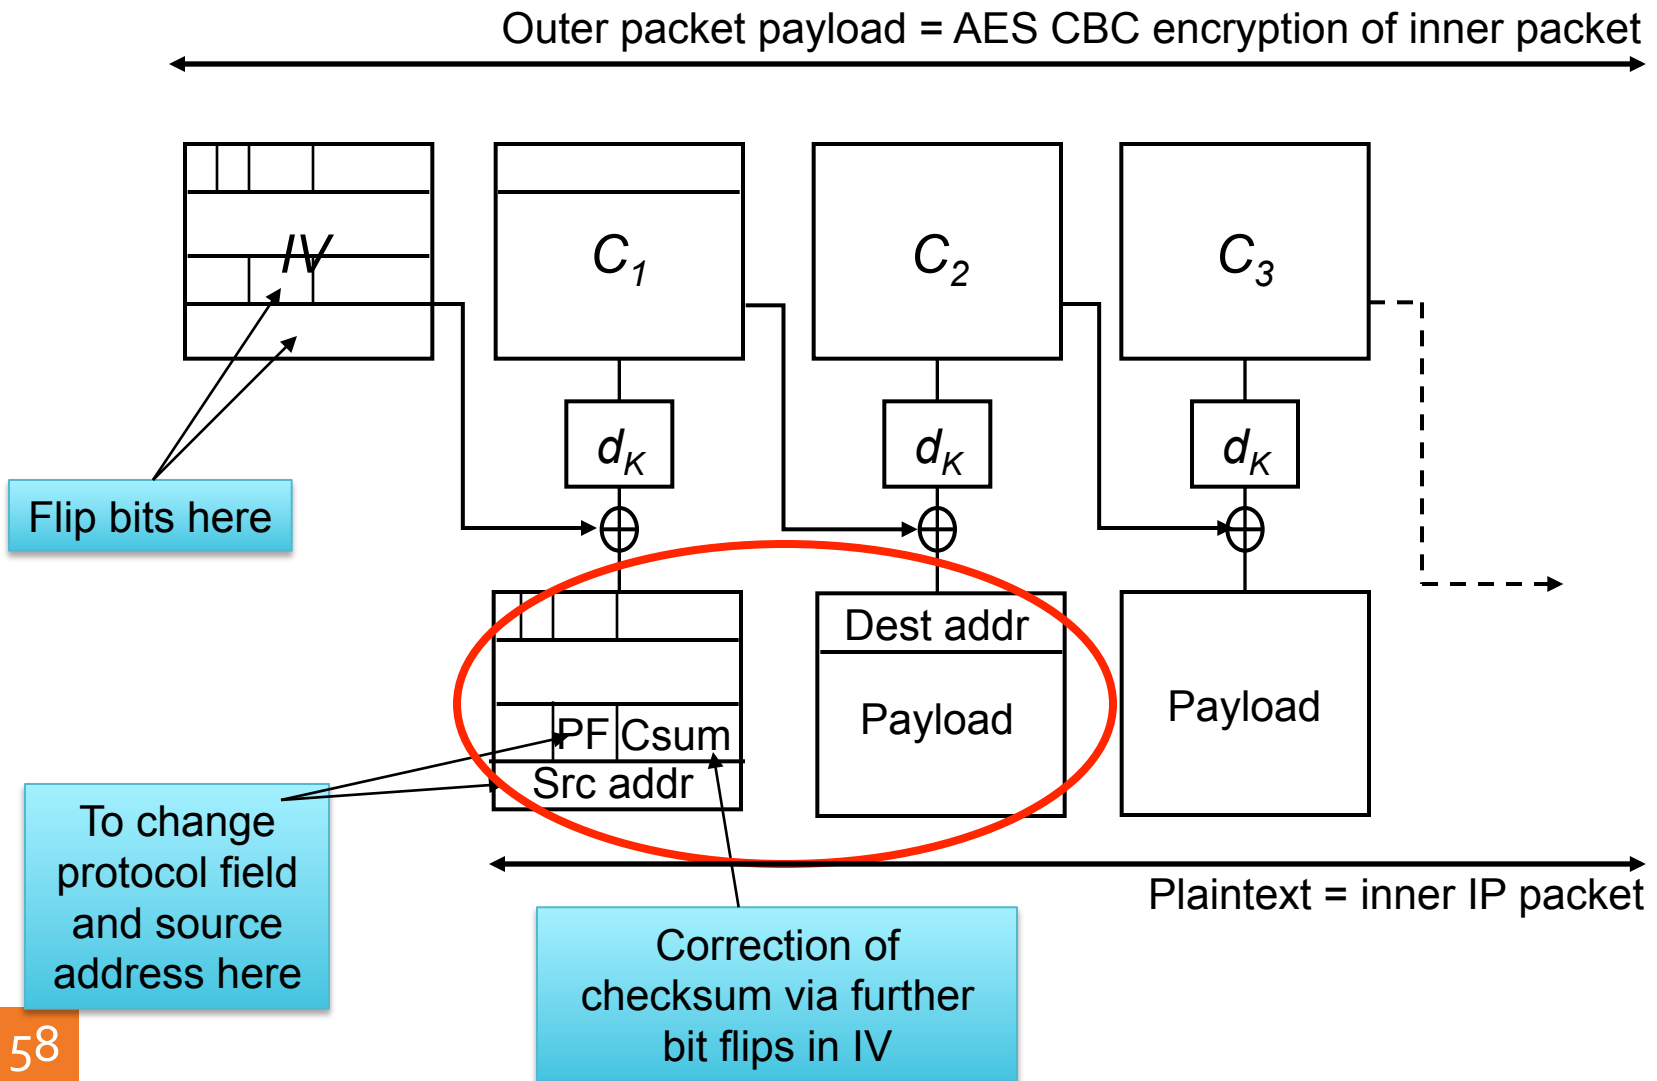 Outer packet payload = AES CBC encryption of inner packet
IV
C1
C2
C3
dK
dK
dK
Flip bits here
Dest addr
Payload
Payload
PF
Csum
Src addr
To change
protocol field
and source
address here
Plaintext = inner IP packet
Correction of
checksum via further
bit flips in IV
58